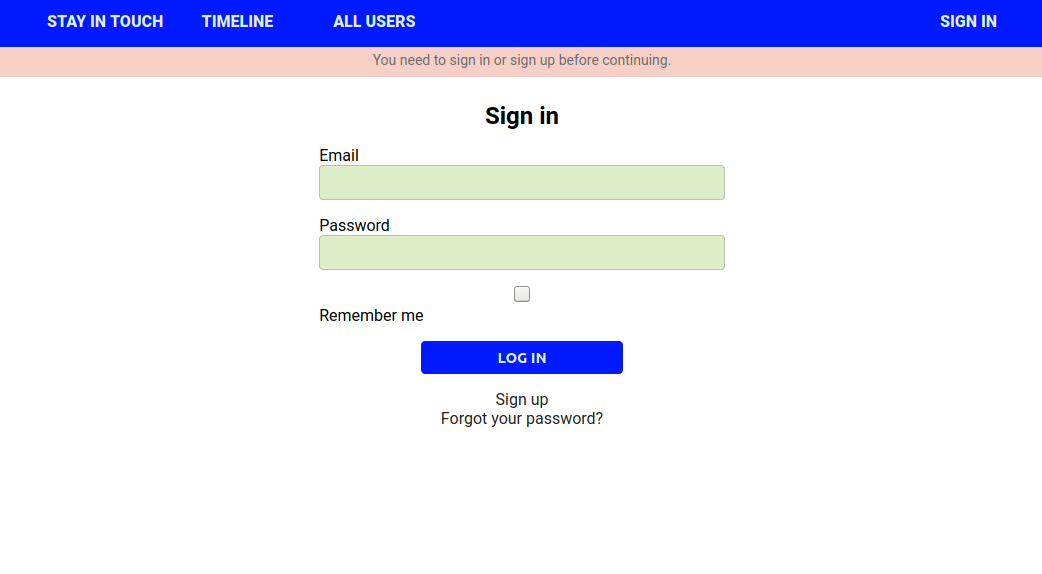 STAY IN TOUCH TIMELINE ALL USERS SIGN IN
You need to sign in or sign up before continuing.
Sign in
Email
Password
Remember me
LOG IN
Sign up
Forgot your password?